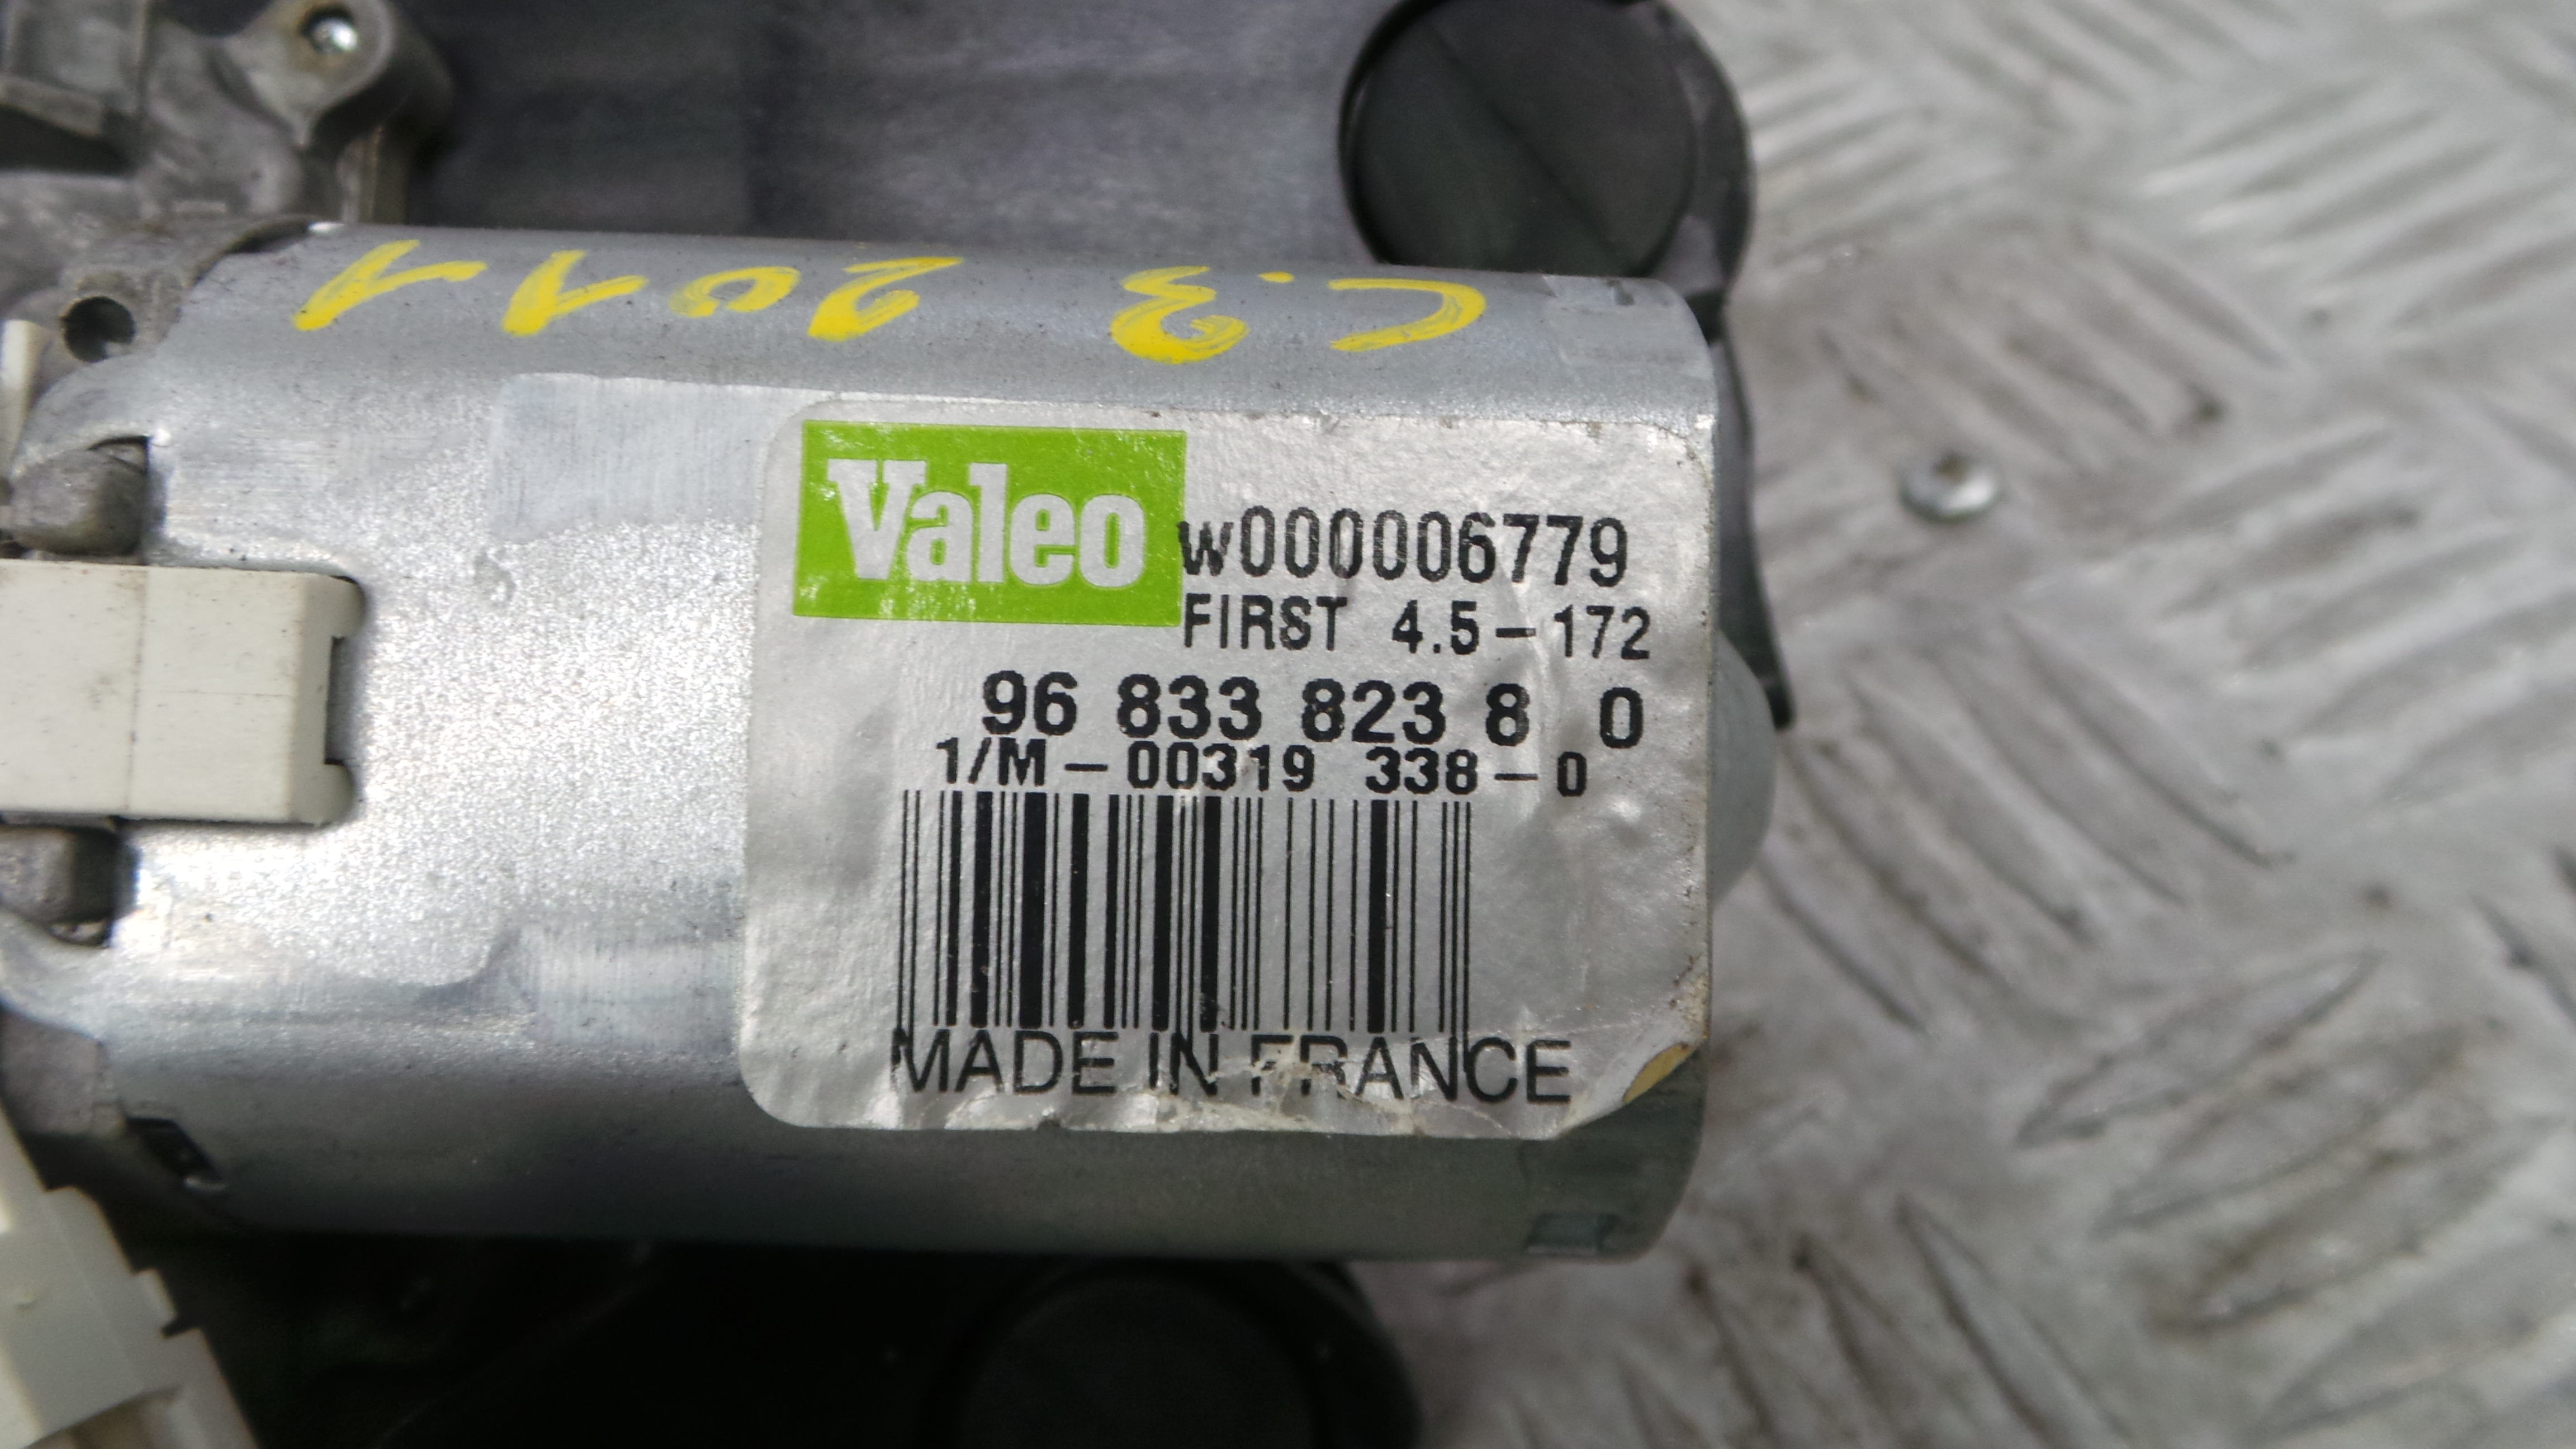 C.3 2011
Valeo
W000006779
FIRST 4.5-172
96 833 823 8 0
1/M-00319 338-0
MADE IN FRANCE